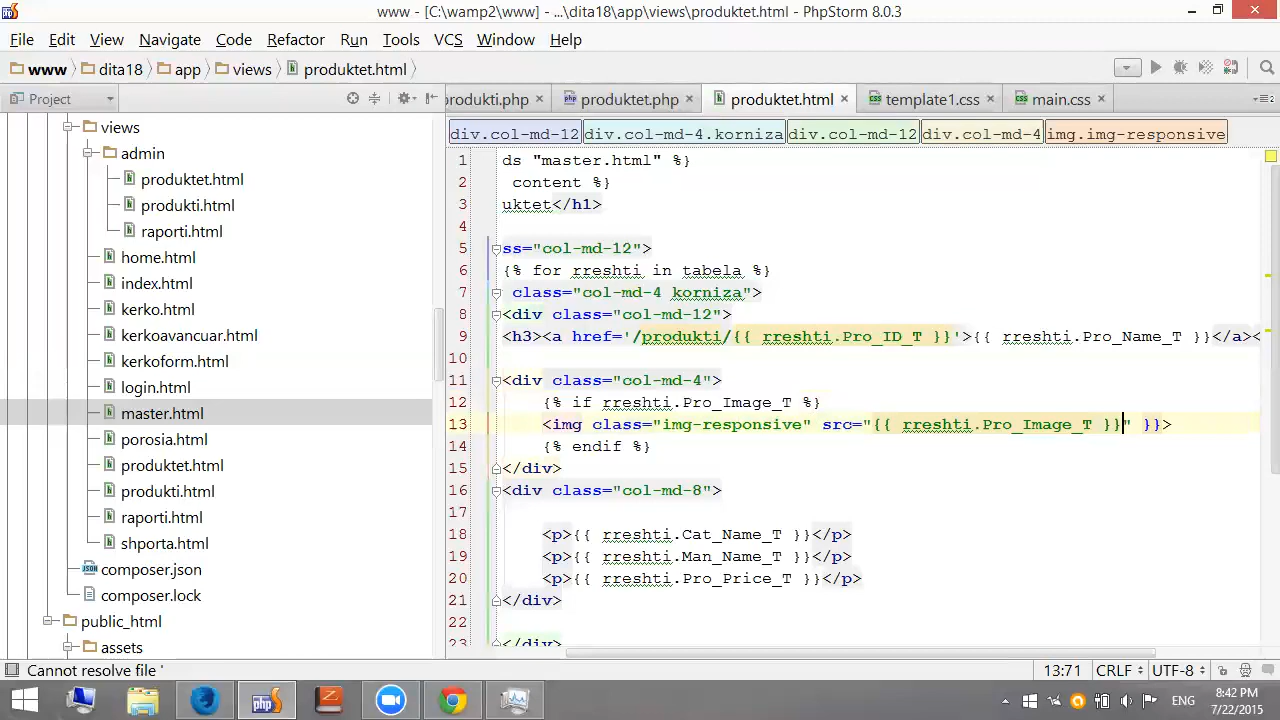 www - [C:\wamp2\www] - ...\dita18\app\views\produktet.html - PhpStorm 8.0.3
File Edit View Navigate Code Refactor Run Tools VCS Window Help
www dita18 app views produktet.html
Project
produkti.php produktet.php produktet.html template1.css main.css
div.col-md-12 div.col-md-4.korniza div.col-md-12 div.col-md-4 img.img-responsive
views
admin
produktet.html
produkti.html
raporti.html
home.html
index.html
kerko.html
kerkoavancuar.html
kerkoform.html
login.html
master.html
porosia.html
produktet.html
produkti.html
raporti.html
shporta.html
composer.json
composer.lock
public_html
assets
1 ds "master.html" %}
2 content %}
3 uktet</h1>
4
5 ss="col-md-12">
6 {% for rreshti in tabela %}
7 class="col-md-4 korniza">
8 <div class="col-md-12">
9 <h3><a href='/produkti/{{ rreshti.Pro_ID_T }}'>{{ rreshti.Pro_Name_T }}</a><
10
11 <div class="col-md-4">
12 {% if rreshti.Pro_Image_T %}
13 <img class="img-responsive" src="{{ rreshti.Pro_Image_T }}" }}>
14 {% endif %}
15 </div>
16 <div class="col-md-8">
17
18 <p>{{ rreshti.Cat_Name_T }}</p>
19 <p>{{ rreshti.Man_Name_T }}</p>
20 <p>{{ rreshti.Pro_Price_T }}</p>
21 </div>
22
23 </div>
Cannot resolve file ' 13:71 CRLF UTF-8
php ENG 8:42 PM
7/22/2015